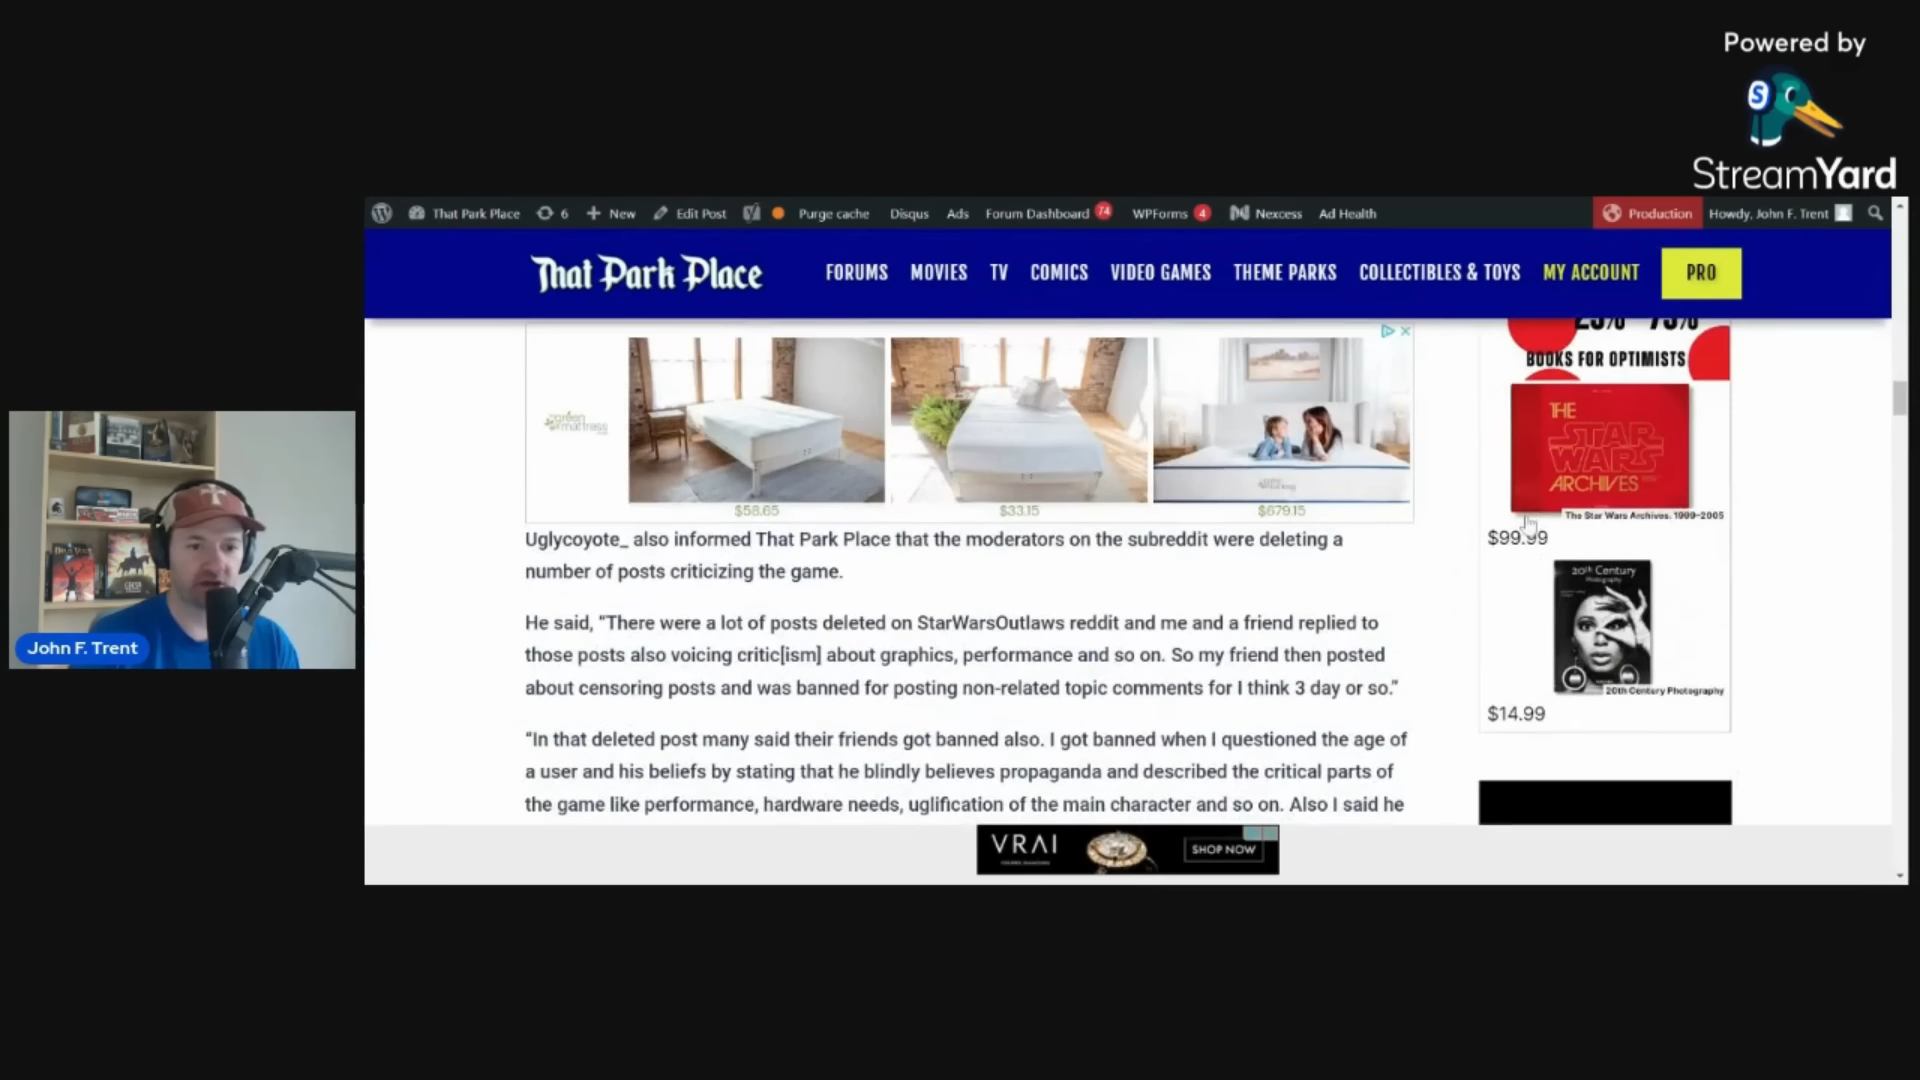 Powered by
StreamYard
That Park Place 6 New Edit Post Purge cache Disqus Ads Forum Dashboard 74 WPForms 4 Nexcess Ad Health Production Howdy, John F. Trent
That Park Place
FORUMS MOVIES TV COMICS VIDEO GAMES THEME PARKS COLLECTIBLES & TOYS MY ACCOUNT PRO
BOOKS FOR OPTIMISTS
THE
STAR
WARS
ARCHIVES
The Star Wars Archives. 1999–2005
$99.99
green
mattress
$58.65 $33.15 $679.15
Uglycoyote_ also informed That Park Place that the moderators on the subreddit were deleting a
number of posts criticizing the game.
He said, “There were a lot of posts deleted on StarWarsOutlaws reddit and me and a friend replied to
those posts also voicing critic[ism] about graphics, performance and so on. So my friend then posted
about censoring posts and was banned for posting non-related topic comments for I think 3 day or so.”
“In that deleted post many said their friends got banned also. I got banned when I questioned the age of
a user and his beliefs by stating that he blindly believes propaganda and described the critical parts of
the game like performance, hardware needs, uglification of the main character and so on. Also I said he
20th Century
Photography
20th Century Photography
$14.99
John F. Trent
VRAI
SHOP NOW